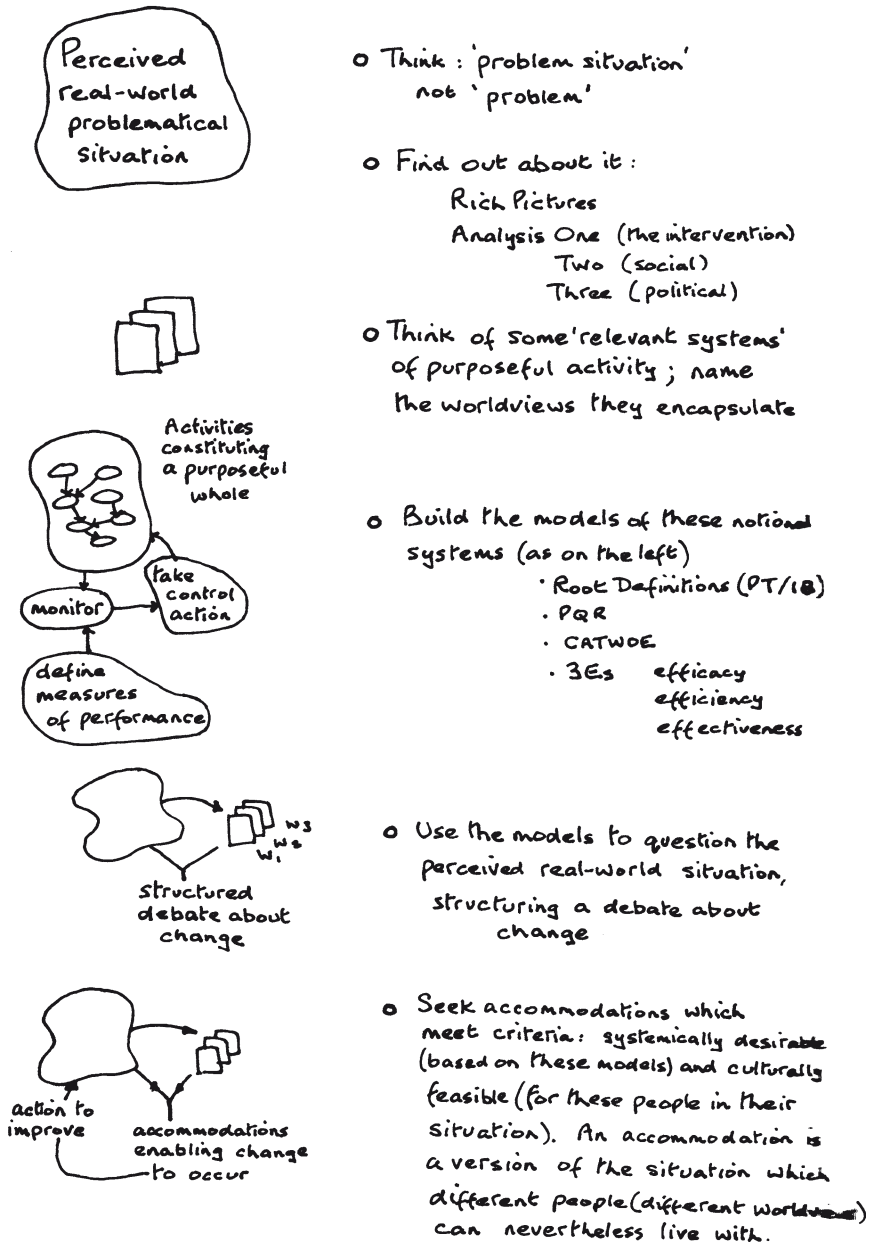 Perceived
real-world
problematical
situation
Think : 'problem situation'
not 'problem'
Find out about it :
Rich Pictures
Analysis One (the intervention)
Two (social)
Three (political)
Think of some 'relevant systems'
of purposeful activity ; name
the worldviews they encapsulate
Activities
constituting
a purposeful
whole
take
control
action
monitor
define
measures
of performance
Build the models of these notional
systems (as on the left)
· Root Definitions (PT/
· PQR
· CATWOE
· 3Es efficacy
efficiency
effectiveness
W3
W2
W1
structured
debate about
change
Use the models to question the
perceived real-world situation,
structuring a debate about
change
action to
improve
accommodations
enabling change
to occur
Seek accommodations which
meet criteria: systemically desirable
(based on these models) and culturally
feasible (for these people in their
situation). An accommodation is
a version of the situation which
different people (different worldviews)
can nevertheless live with.